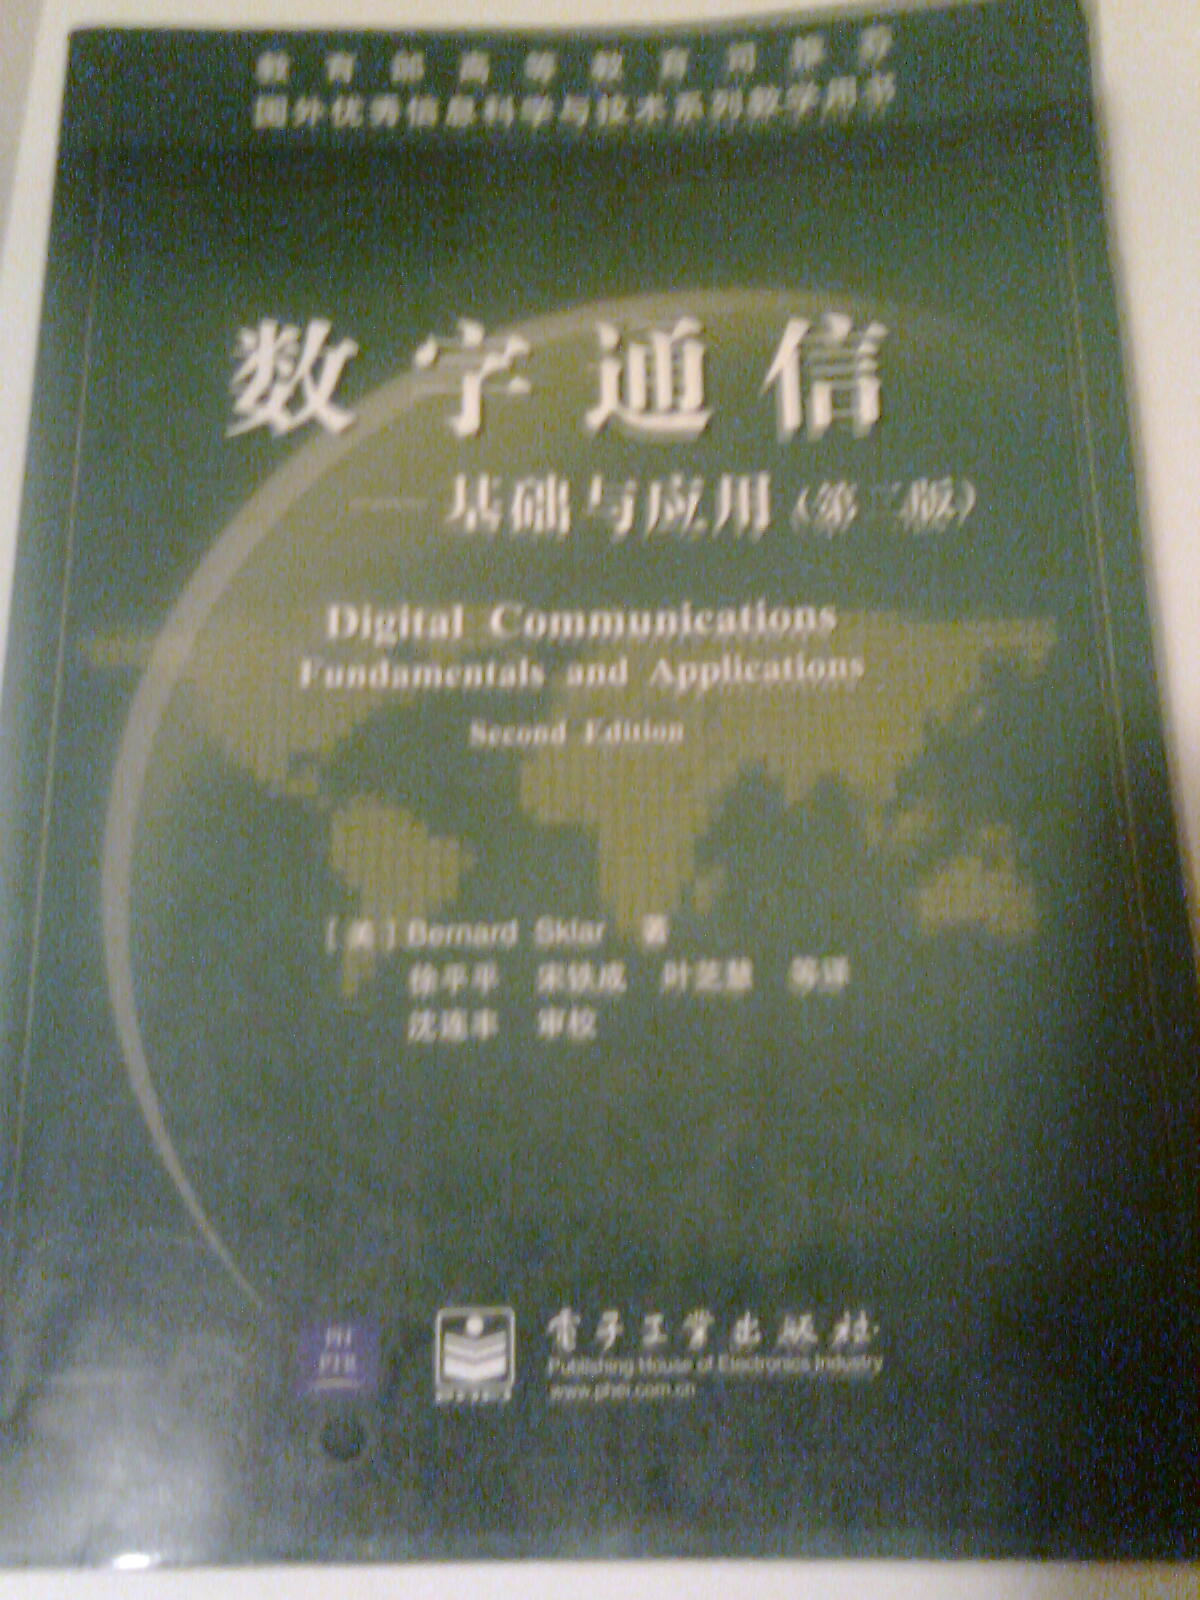 教育部高等教育司推荐
国外优秀信息科学与技术系列教学用书
数字通信
——基础与应用（第二版）
Digital Communications
Fundamentals and Applications
Second Edition
[美] Bernard Sklar 著
徐平平 宋铁成 叶芝慧 等译
沈连丰 审校
电子工业出版社
Publishing House of Electronics Industry
www.phei.com.cn